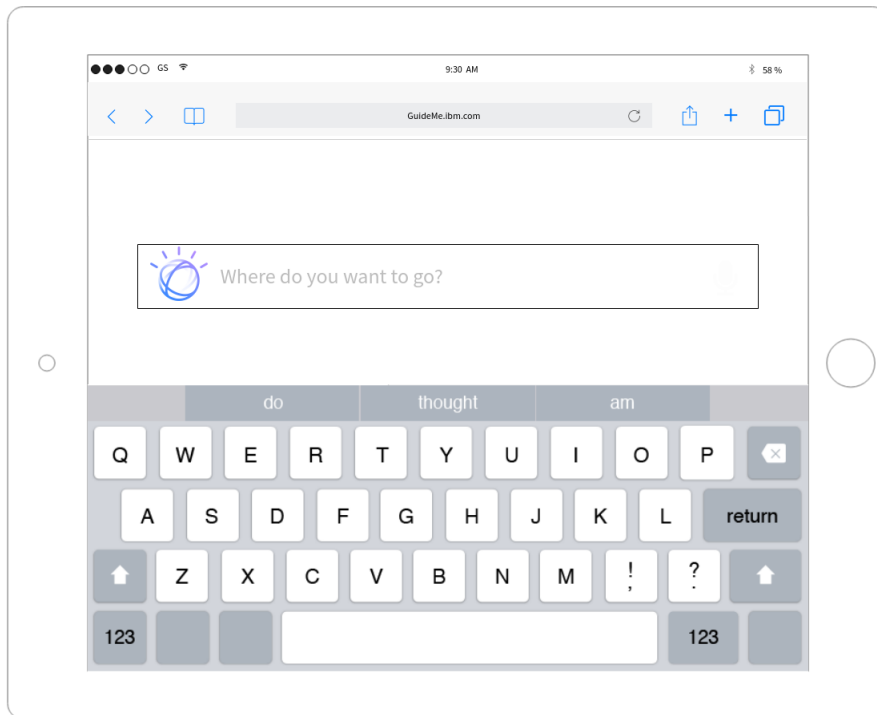 GS 9:30 AM 58 %
GuideMe.ibm.com
Where do you want to go?
do thought am
Q W E R T Y U I O P
A S D F G H J K L return
Z X C V B N M ! , ? .
123 123